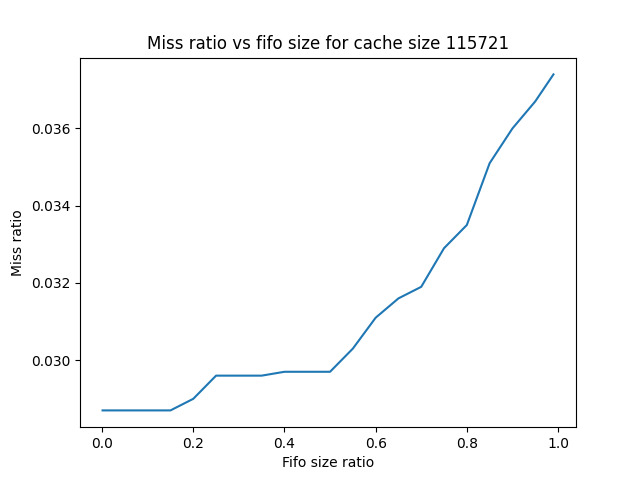 Miss ratio vs fifo size for cache size 115721
0.036
0.034
0.032
0.030
Miss ratio
0.0 0.2 0.4 0.6 0.8 1.0
Fifo size ratio